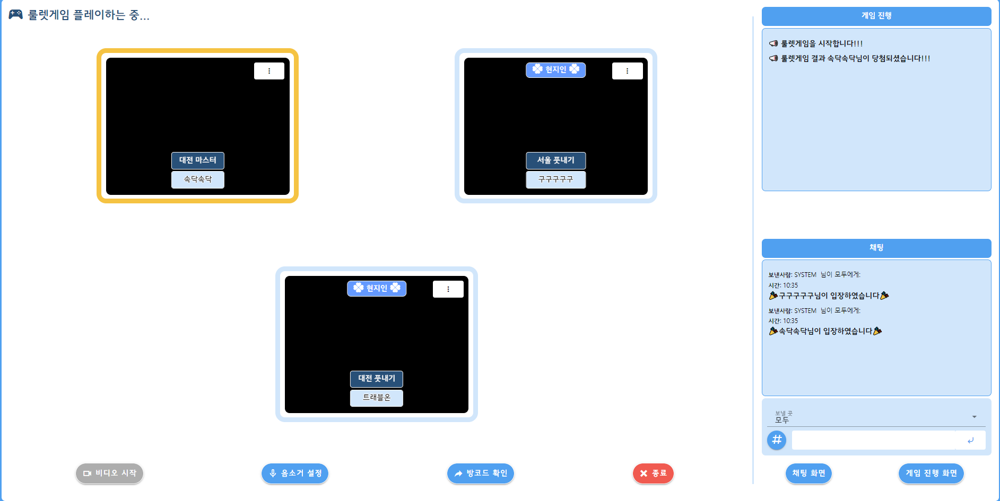 룰렛게임 플레이하는 중...
대전 마스터
속닥속닥
현지인
서울 풋내기
구구구구구
현지인
대전 풋내기
트래블온
비디오 시작
음소거 설정
방코드 확인
종료
게임 진행
룰렛게임을 시작합니다!!!
룰렛게임 결과 속닥속닥님이 당첨되셨습니다!!!
채팅
보낸사람: SYSTEM 님이 모두에게:
시간: 10:35
구구구구구님이 입장하였습니다
보낸사람: SYSTEM 님이 모두에게:
시간: 10:35
속닥속닥님이 입장하였습니다
보낼 곳
모두
#
채팅 화면
게임 진행 화면